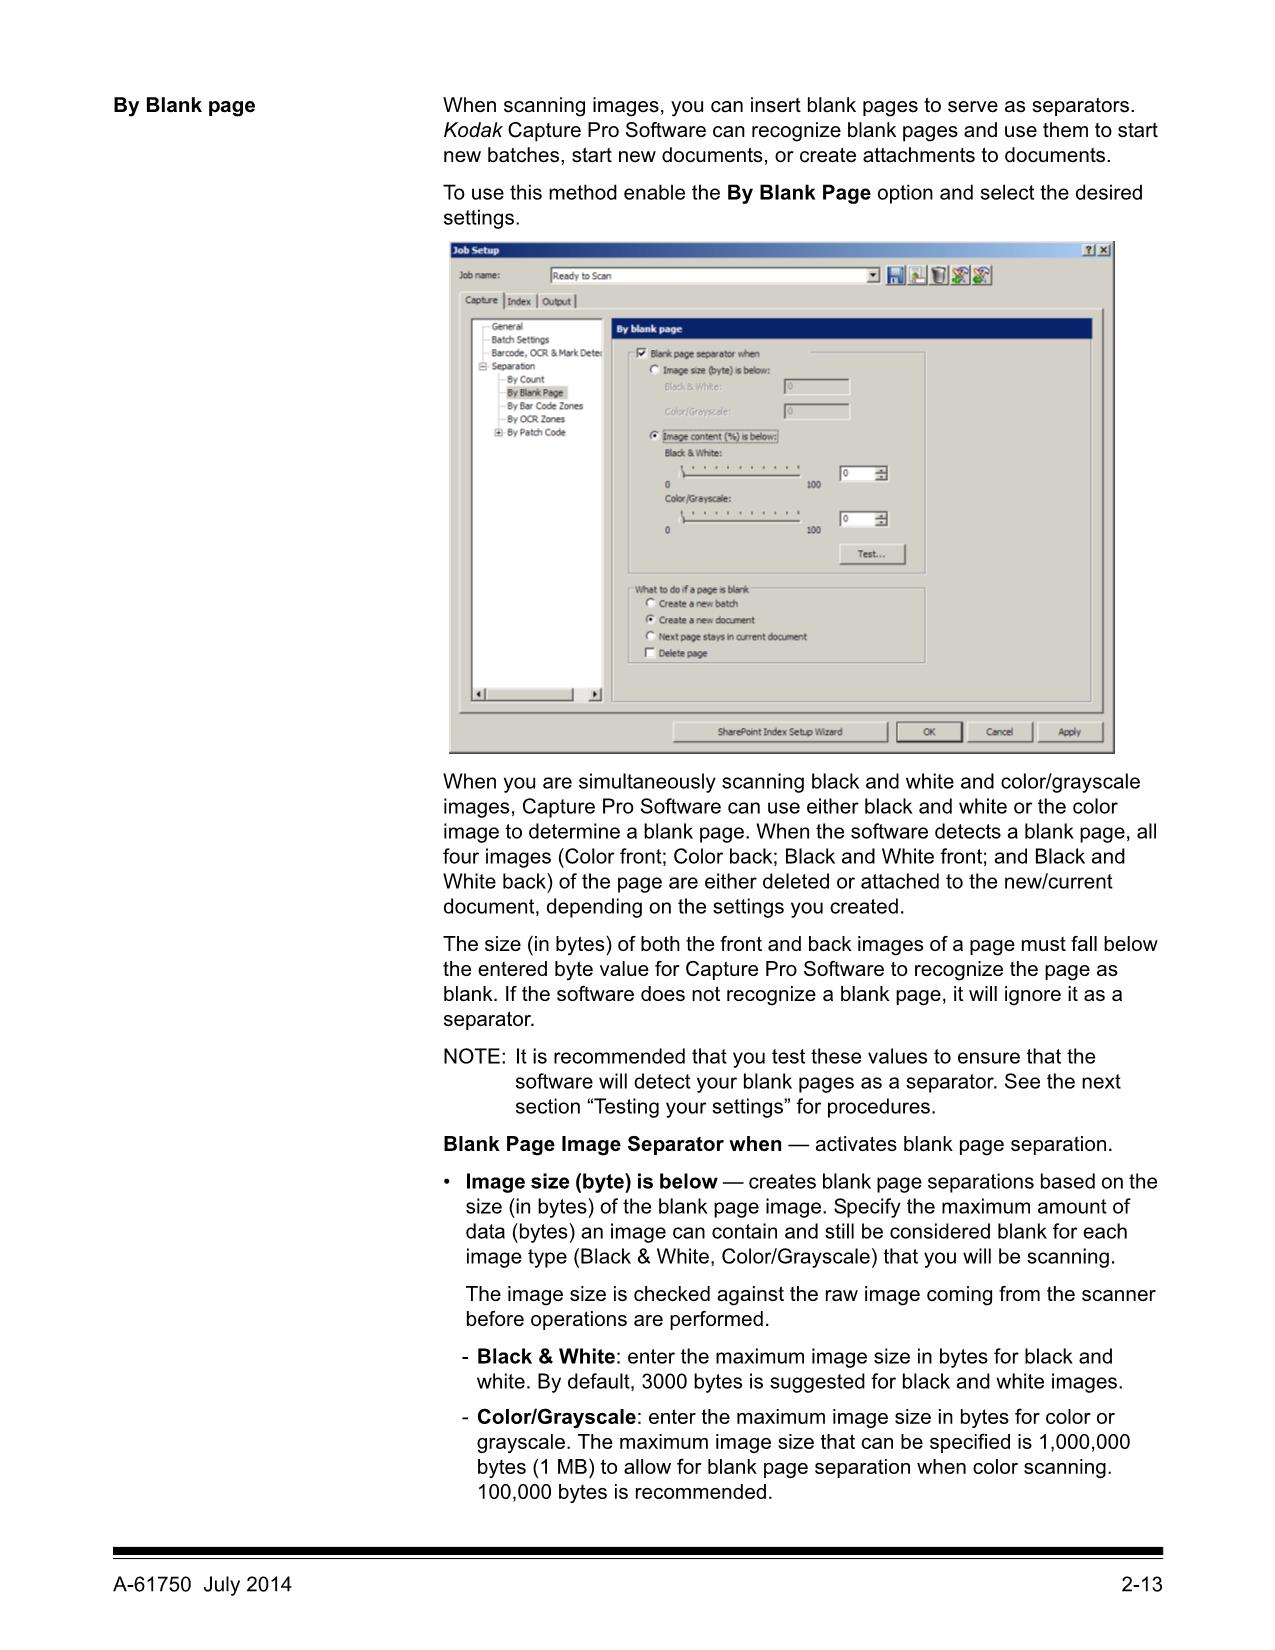 By Blank page
When scanning images, you can insert blank pages to serve as separators.
Kodak Capture Pro Software can recognize blank pages and use them to start
new batches, start new documents, or create attachments to documents.
To use this method enable the By Blank Page option and select the desired
settings.
Job Setup
Job name:
Ready to Scan
Capture
Index
Output
General
Batch Settings
Barcode, OCR & Mark Detec
Separation
By Count
By Blank Page
By Bar Code Zones
By OCR Zones
By Patch Code
By blank page
Blank page separator when
Image size (byte) is below:
Black & White:
0
Color/Grayscale:
0
Image content (%) is below:
Black & White:
0
100
0
Color/Grayscale:
0
100
0
Test...
What to do if a page is blank
Create a new batch
Create a new document
Next page stays in current document
Delete page
SharePoint Index Setup Wizard
OK
Cancel
Apply
When you are simultaneously scanning black and white and color/grayscale
images, Capture Pro Software can use either black and white or the color
image to determine a blank page. When the software detects a blank page, all
four images (Color front; Color back; Black and White front; and Black and
White back) of the page are either deleted or attached to the new/current
document, depending on the settings you created.
The size (in bytes) of both the front and back images of a page must fall below
the entered byte value for Capture Pro Software to recognize the page as
blank. If the software does not recognize a blank page, it will ignore it as a
separator.
NOTE: It is recommended that you test these values to ensure that the
software will detect your blank pages as a separator. See the next
section “Testing your settings” for procedures.
Blank Page Image Separator when — activates blank page separation.
• Image size (byte) is below — creates blank page separations based on the
size (in bytes) of the blank page image. Specify the maximum amount of
data (bytes) an image can contain and still be considered blank for each
image type (Black & White, Color/Grayscale) that you will be scanning.
The image size is checked against the raw image coming from the scanner
before operations are performed.
- Black & White: enter the maximum image size in bytes for black and
white. By default, 3000 bytes is suggested for black and white images.
- Color/Grayscale: enter the maximum image size in bytes for color or
grayscale. The maximum image size that can be specified is 1,000,000
bytes (1 MB) to allow for blank page separation when color scanning.
100,000 bytes is recommended.
A-61750 July 2014
2-13